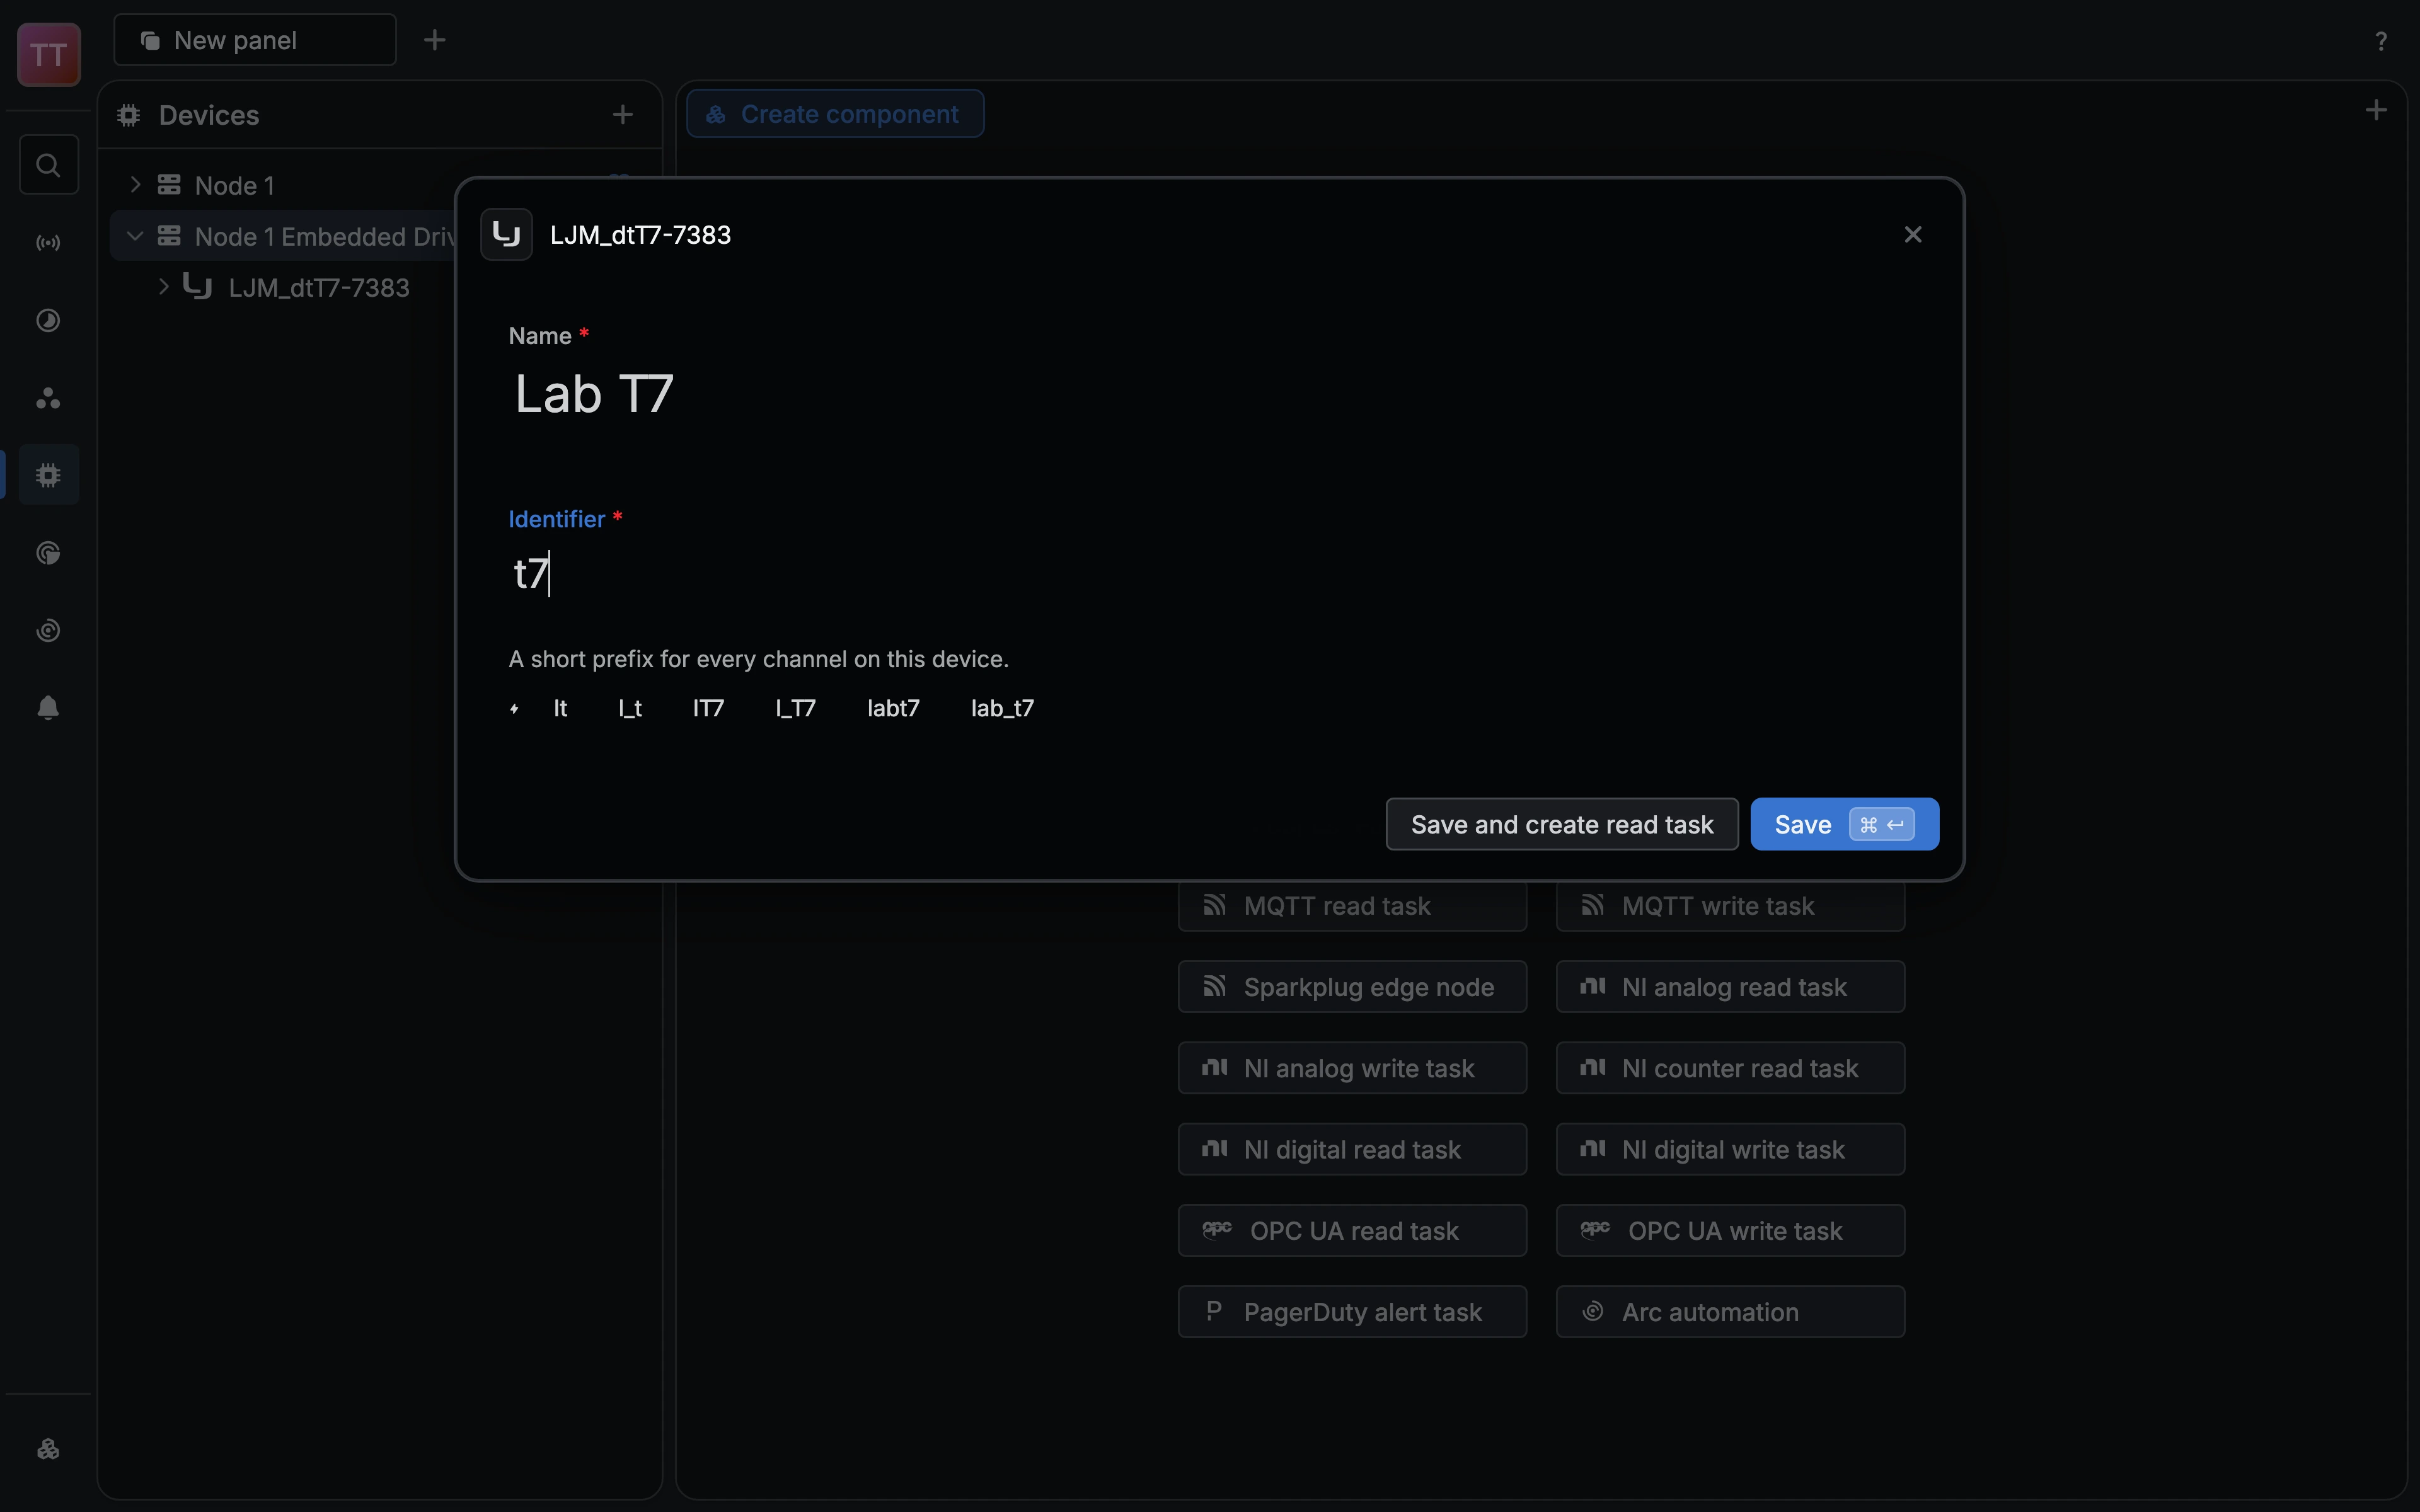 TT
New panel
?
Devices
Create component
Node 1
Node 1 Embedded Driv
LJM_dtT7-7383
LJM_dtT7-7383
Name *
Lab T7
Identifier *
t7
A short prefix for every channel on this device.
lt l_t lT7 l_T7 labt7 lab_t7
Save and create read task
Save ⌘ ↩
MQTT read task
MQTT write task
Sparkplug edge node
NI analog read task
NI analog write task
NI counter read task
NI digital read task
NI digital write task
OPC UA read task
OPC UA write task
PagerDuty alert task
Arc automation